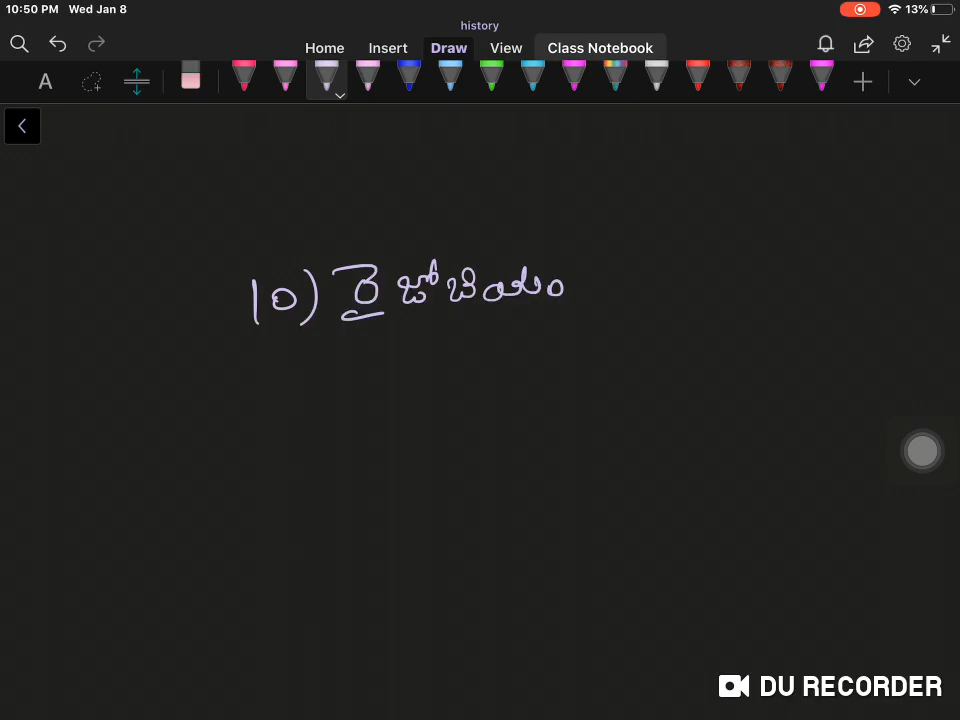 10:50 PM Wed Jan 8
13%
history
Home Insert Draw View Class Notebook
A
10)
DU RECORDER